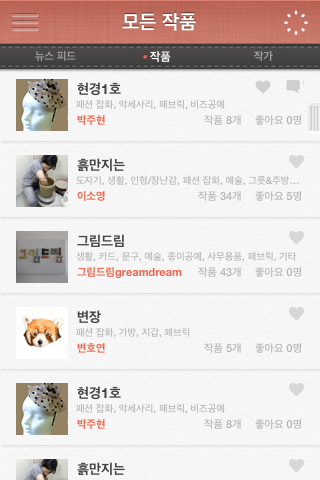 모든 작품
뉴스 피드
작품
작가
현경1호
패션 잡화, 악세사리, 패브릭, 비즈공예
박주현 작품 8개 좋아요 0명
흙만지는
도자기, 생활, 인형/장난감, 패션 잡화, 예술, 그릇&주방...
이소영 작품 34개 좋아요 5명
그림드림
생활, 카드, 문구, 예술, 종이공예, 사무용품, 패브릭, 기타
그림드림greamdream 작품 43개 좋아요 0명
변장
패션 잡화, 가방, 지갑, 패브릭
변호연 작품 5개 좋아요 0명
현경1호
패션 잡화, 악세사리, 패브릭, 비즈공예
박주현 작품 8개 좋아요 0명
흙만지는